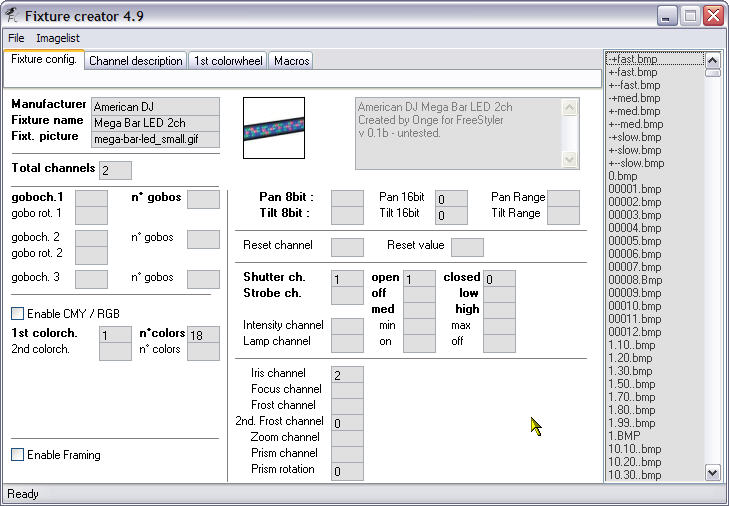 Fixture creator 4.9
File Imagelist
Fixture config. Channel description 1st colorwheel Macros
Manufacturer American DJ
Fixture name Mega Bar LED 2ch
Fixt. picture mega-bar-led_small.gif
American DJ Mega Bar LED 2ch
Created by Onge for FreeStyler
v 0.1b - untested.
Total channels 2
goboch.1 n° gobos
gobo rot. 1
goboch. 2 n° gobos
gobo rot. 2
goboch. 3 n° gobos
Enable CMY / RGB
1st colorch. 1 n°colors 18
2nd colorch. n° colors
Enable Framing
Pan 8bit : Pan 16bit 0 Pan Range
Tilt 8bit : Tilt 16bit 0 Tilt Range
Reset channel Reset value
Shutter ch. 1 open 1 closed 0
Strobe ch. off low
med high
Intensity channel min max
Lamp channel on off
Iris channel 2
Focus channel
Frost channel
2nd. Frost channel 0
Zoom channel
Prism channel
Prism rotation 0
-+fast.bmp
+-fast.bmp
+--fast.bmp
-+med.bmp
+-med.bmp
+--med.bmp
-+slow.bmp
+-slow.bmp
+--slow.bmp
0.bmp
00001.bmp
00002.bmp
00003.bmp
00004.bmp
00005.bmp
00006.bmp
00007.bmp
00008.Bmp
00009.bmp
00010.bmp
00011.bmp
00012.bmp
1.10..bmp
1.20.bmp
1.30.bmp
1.50..bmp
1.70..bmp
1.80..bmp
1.99..bmp
1.BMP
10.10..bmp
10.20..bmp
10.30..bmp
Ready